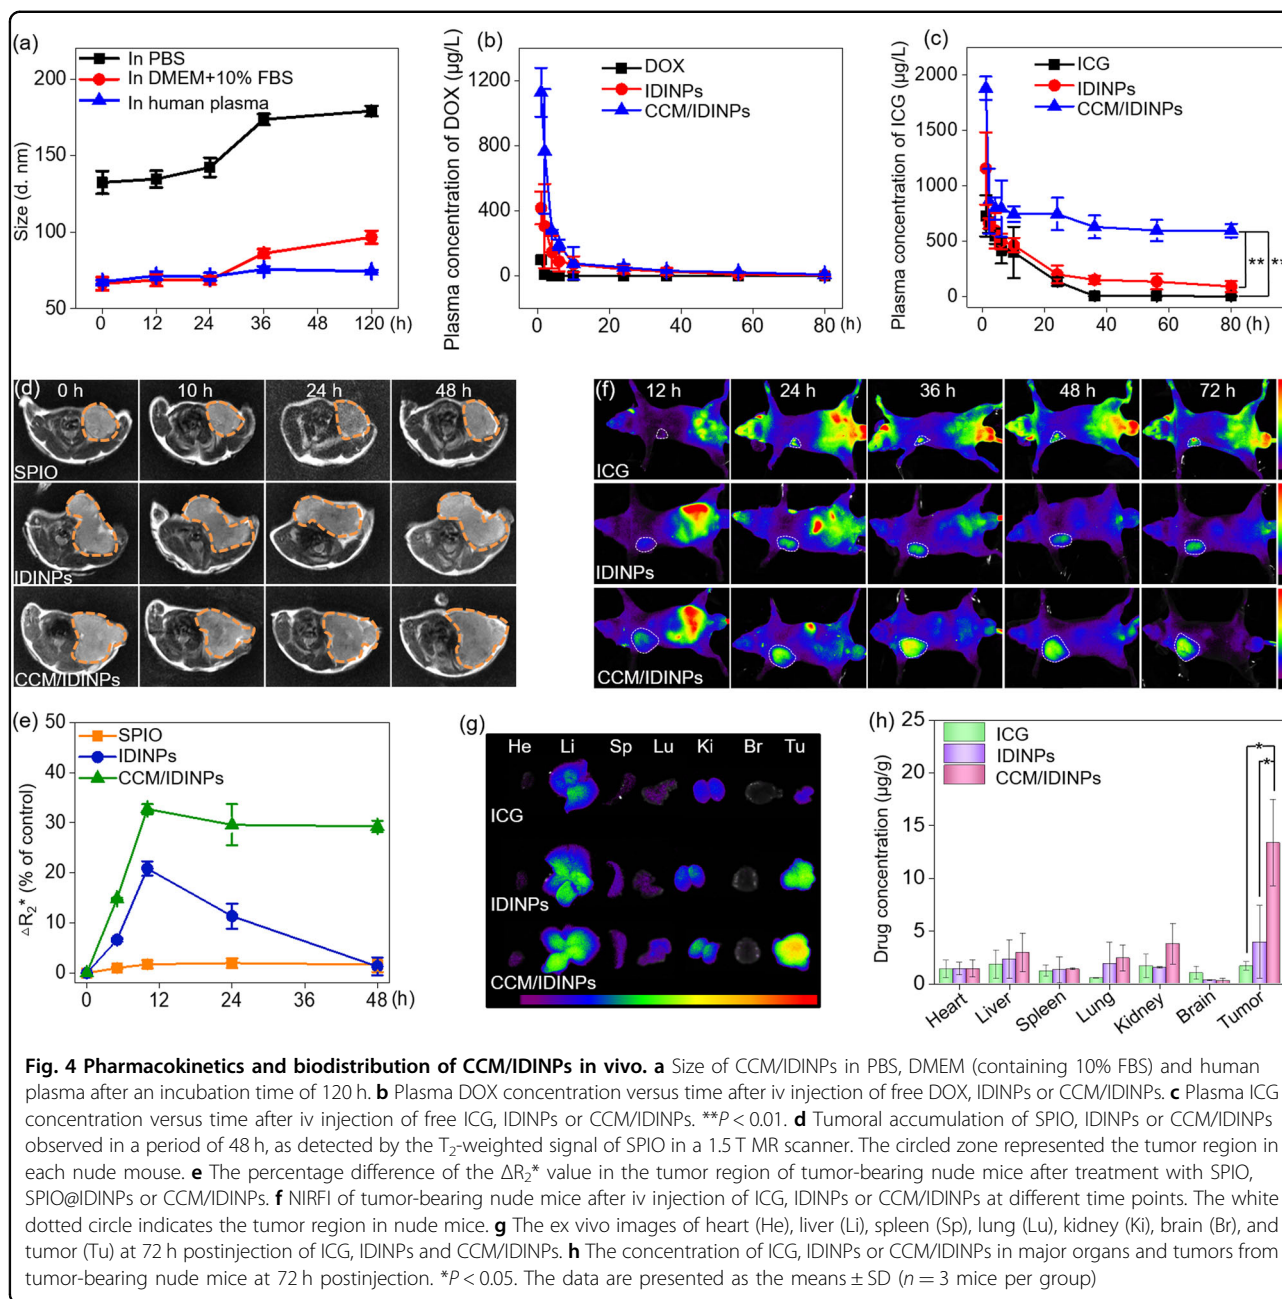 (a)
In PBS
In DMEM+10% FBS
In human plasma
Size (d. nm)
200
150
100
50
0 12 24 36 48 120 (h)
(b)
DOX
IDINPs
CCM/IDINPs
Plasma concentration of DOX (µg/L)
1200
800
400
0
0 20 40 60 80 (h)
(c)
ICG
IDINPs
CCM/IDINPs
Plasma concentration of ICG (µg/L)
2000
1500
1000
500
0
** **
0 20 40 60 80 (h)
(d)
0 h 10 h 24 h 48 h
SPIO
IDINPs
CCM/IDINPs
(f)
12 h 24 h 36 h 48 h 72 h
ICG
IDINPs
CCM/IDINPs
(e)
SPIO
IDINPs
CCM/IDINPs
△R2* (% of control)
50
40
30
20
10
0
0 12 24 36 48 (h)
(g)
He Li Sp Lu Ki Br Tu
ICG
IDINPs
CCM/IDINPs
(h)
ICG
IDINPs
CCM/IDINPs
Drug concentration (µg/g)
25
20
15
10
5
0
*
*
Heart Liver Spleen Lung Kidney Brain Tumor
Fig. 4 Pharmacokinetics and biodistribution of CCM/IDINPs in vivo. a Size of CCM/IDINPs in PBS, DMEM (containing 10% FBS) and human
plasma after an incubation time of 120 h. b Plasma DOX concentration versus time after iv injection of free DOX, IDINPs or CCM/IDINPs. c Plasma ICG
concentration versus time after iv injection of free ICG, IDINPs or CCM/IDINPs. **P < 0.01. d Tumoral accumulation of SPIO, IDINPs or CCM/IDINPs
observed in a period of 48 h, as detected by the T2-weighted signal of SPIO in a 1.5 T MR scanner. The circled zone represented the tumor region in
each nude mouse. e The percentage difference of the ΔR2* value in the tumor region of tumor-bearing nude mice after treatment with SPIO,
SPIO@IDINPs or CCM/IDINPs. f NIRFI of tumor-bearing nude mice after iv injection of ICG, IDINPs or CCM/IDINPs at different time points. The white
dotted circle indicates the tumor region in nude mice. g The ex vivo images of heart (He), liver (Li), spleen (Sp), lung (Lu), kidney (Ki), brain (Br), and
tumor (Tu) at 72 h postinjection of ICG, IDINPs and CCM/IDINPs. h The concentration of ICG, IDINPs or CCM/IDINPs in major organs and tumors from
tumor-bearing nude mice at 72 h postinjection. *P < 0.05. The data are presented as the means ± SD (n = 3 mice per group)